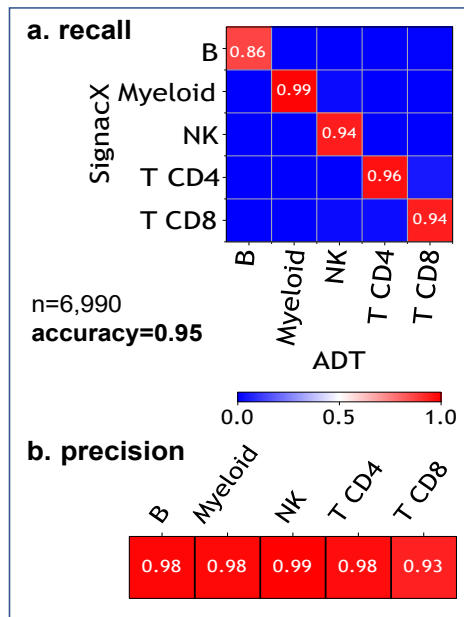 a. recall
SignacX
B
Myeloid
NK
T CD4
T CD8
0.86
0.99
0.94
0.96
0.94
B
Myeloid
NK
T CD4
T CD8
ADT
n=6,990
accuracy=0.95
0.0 0.5 1.0
b. precision
B Myeloid NK T CD4 T CD8
0.98 0.98 0.99 0.98 0.93